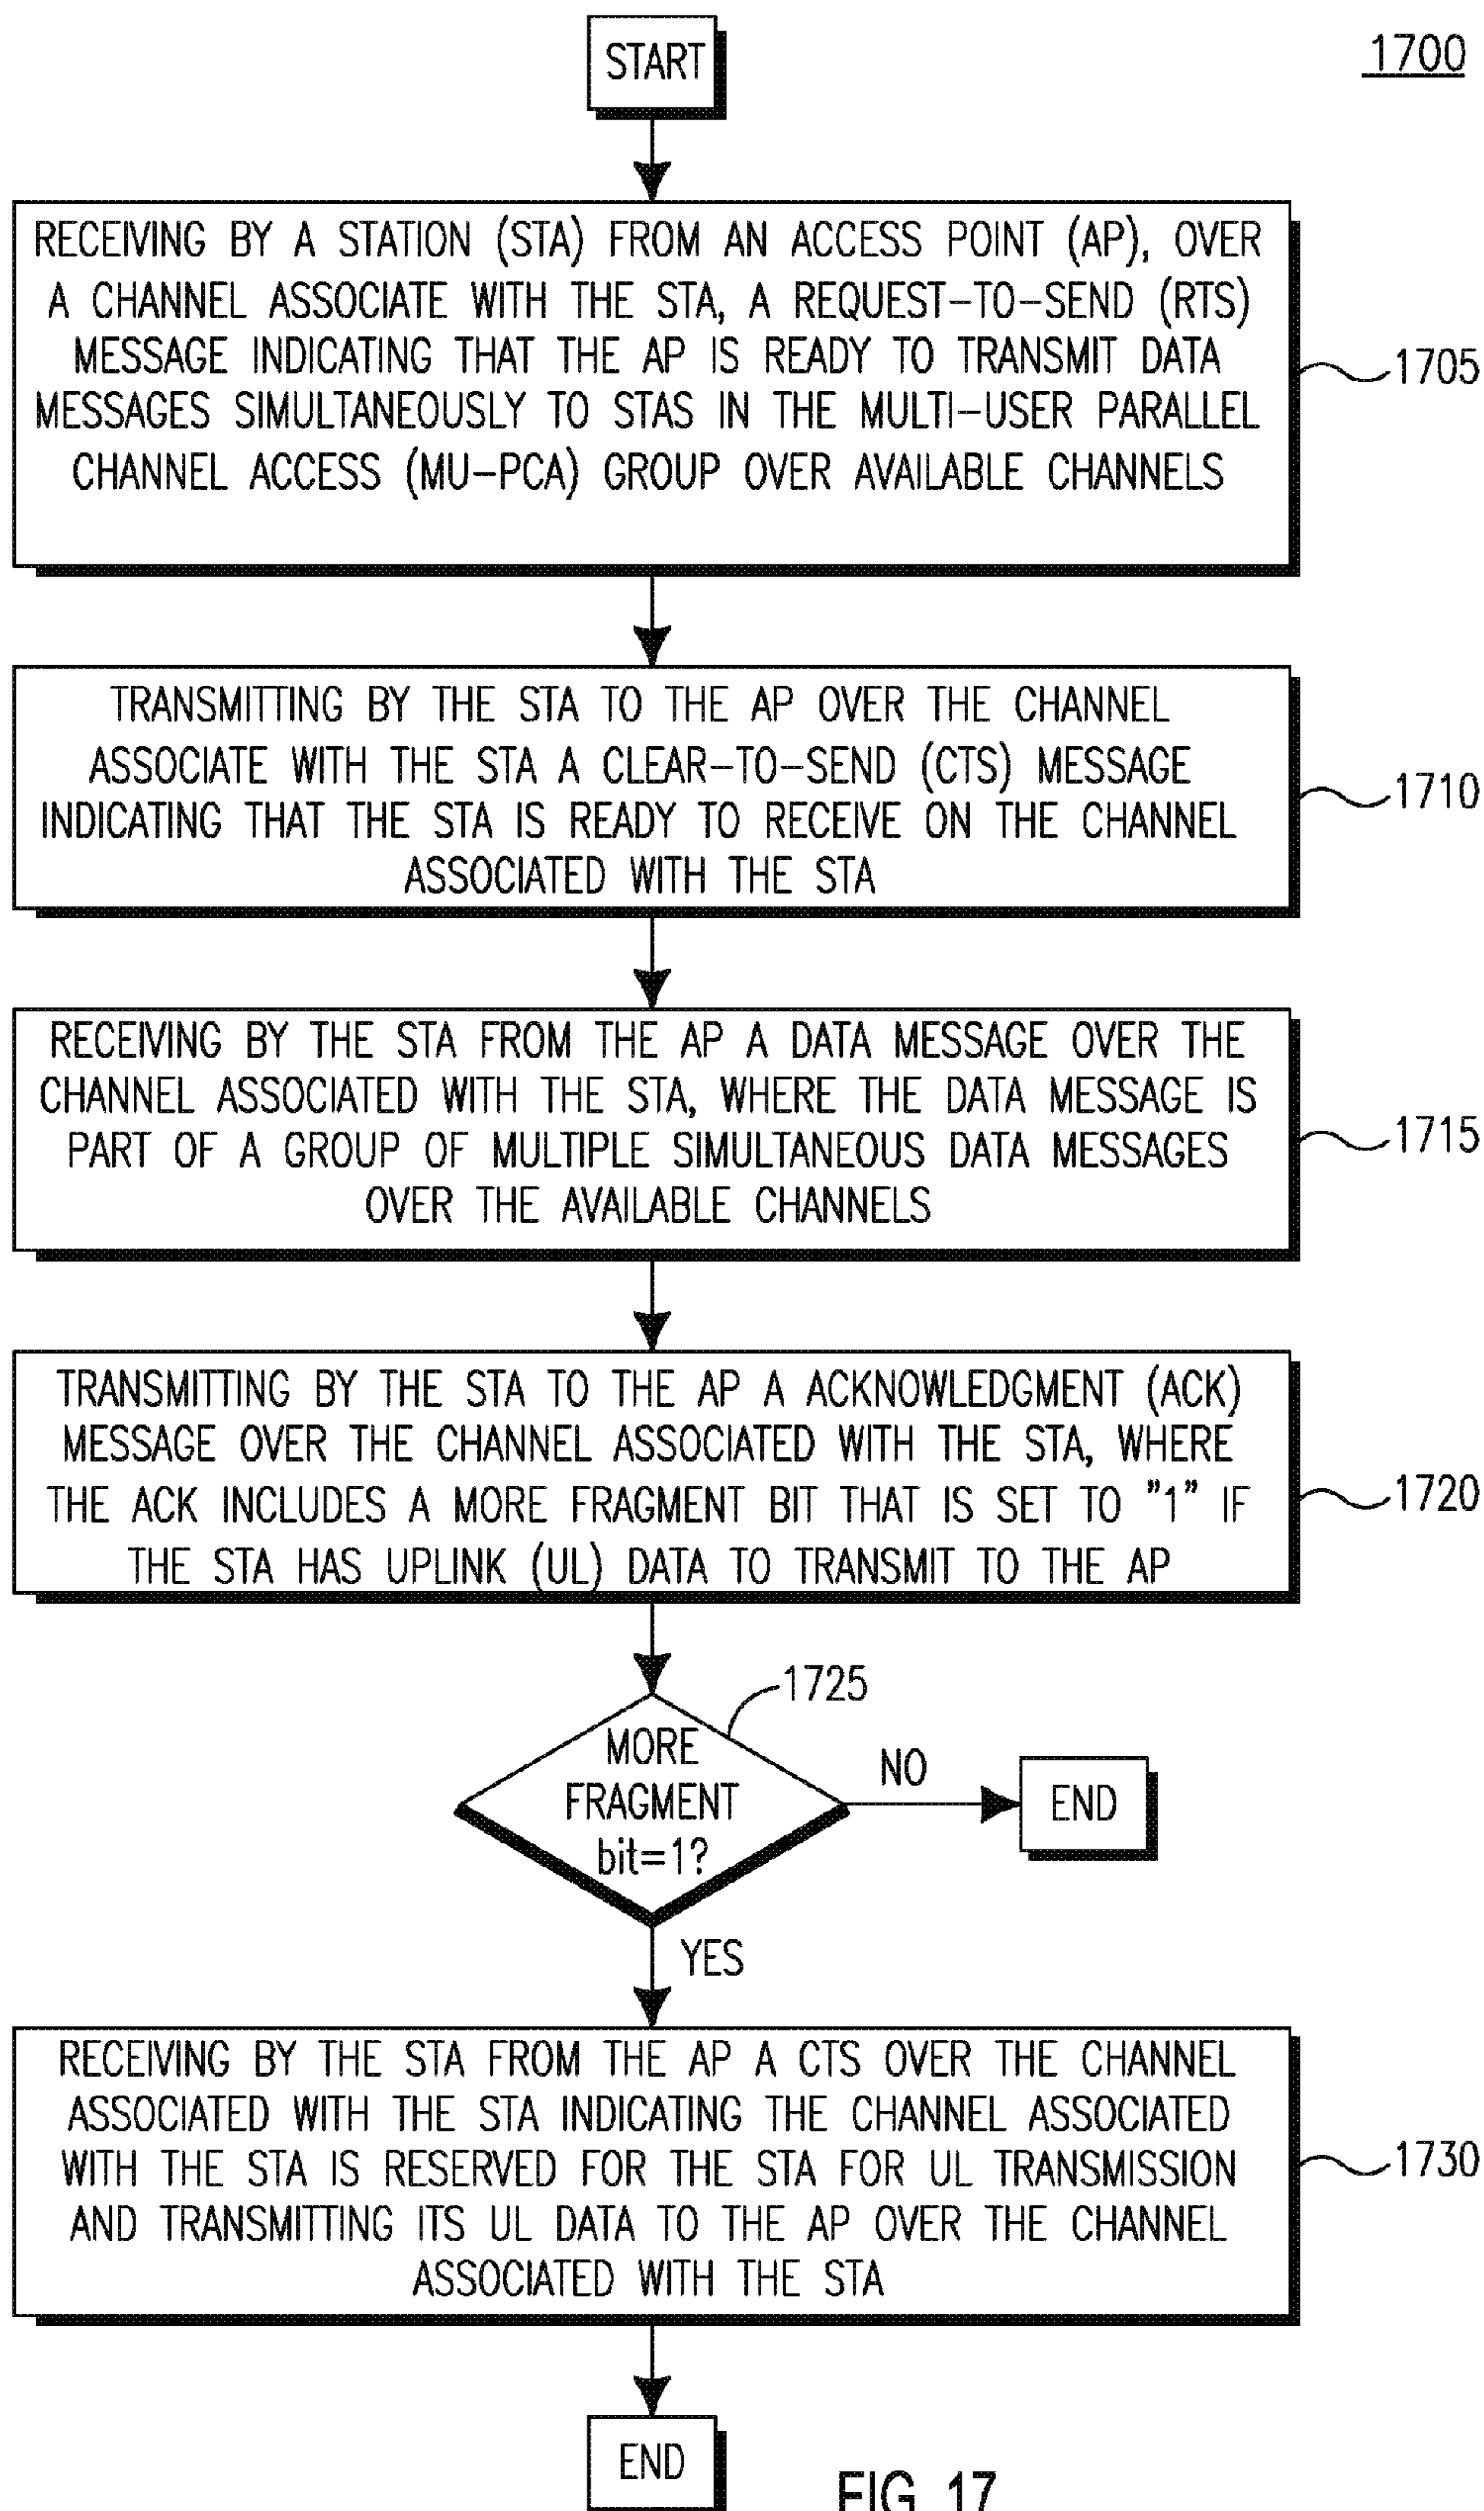 START
1700
RECEIVING BY A STATION (STA) FROM AN ACCESS POINT (AP), OVER
A CHANNEL ASSOCIATE WITH THE STA, A REQUEST-TO-SEND (RTS)
MESSAGE INDICATING THAT THE AP IS READY TO TRANSMIT DATA
MESSAGES SIMULTANEOUSLY TO STAS IN THE MULTI-USER PARALLEL
CHANNEL ACCESS (MU-PCA) GROUP OVER AVAILABLE CHANNELS
1705
TRANSMITTING BY THE STA TO THE AP OVER THE CHANNEL
ASSOCIATE WITH THE STA A CLEAR-TO-SEND (CTS) MESSAGE
INDICATING THAT THE STA IS READY TO RECEIVE ON THE CHANNEL
ASSOCIATED WITH THE STA
1710
RECEIVING BY THE STA FROM THE AP A DATA MESSAGE OVER THE
CHANNEL ASSOCIATED WITH THE STA, WHERE THE DATA MESSAGE IS
PART OF A GROUP OF MULTIPLE SIMULTANEOUS DATA MESSAGES
OVER THE AVAILABLE CHANNELS
1715
TRANSMITTING BY THE STA TO THE AP A ACKNOWLEDGMENT (ACK)
MESSAGE OVER THE CHANNEL ASSOCIATED WITH THE STA, WHERE
THE ACK INCLUDES A MORE FRAGMENT BIT THAT IS SET TO "1" IF
THE STA HAS UPLINK (UL) DATA TO TRANSMIT TO THE AP
1720
1725
MORE
FRAGMENT
bit=1?
NO
END
YES
RECEIVING BY THE STA FROM THE AP A CTS OVER THE CHANNEL
ASSOCIATED WITH THE STA INDICATING THE CHANNEL ASSOCIATED
WITH THE STA IS RESERVED FOR THE STA FOR UL TRANSMISSION
AND TRANSMITTING ITS UL DATA TO THE AP OVER THE CHANNEL
ASSOCIATED WITH THE STA
1730
END
FIG. 17